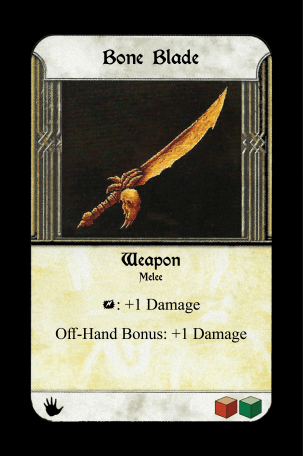 Bone Blade
Weapon
Melee
: +1 Damage
Off-Hand Bonus: +1 Damage